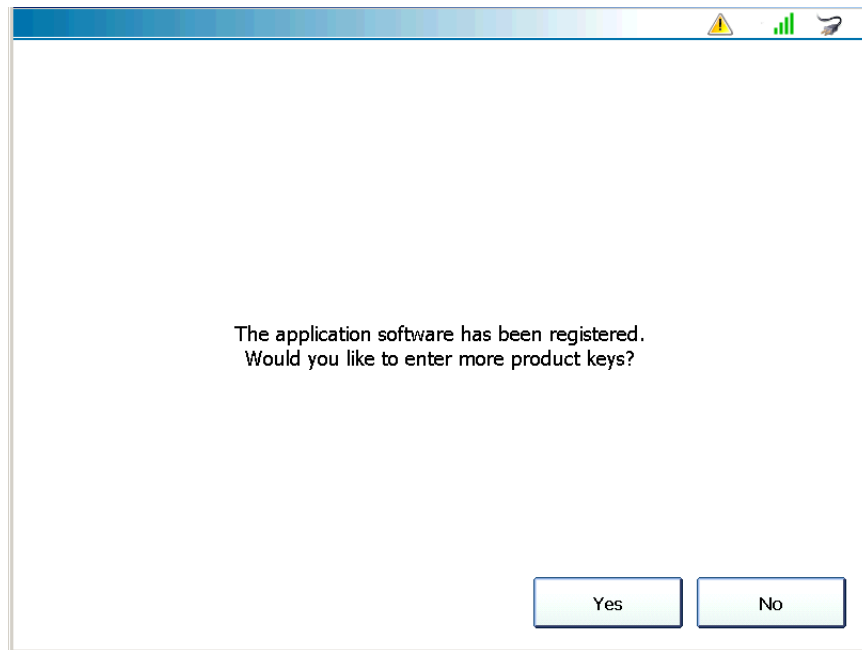 The application software has been registered.
Would you like to enter more product keys?
Yes
No